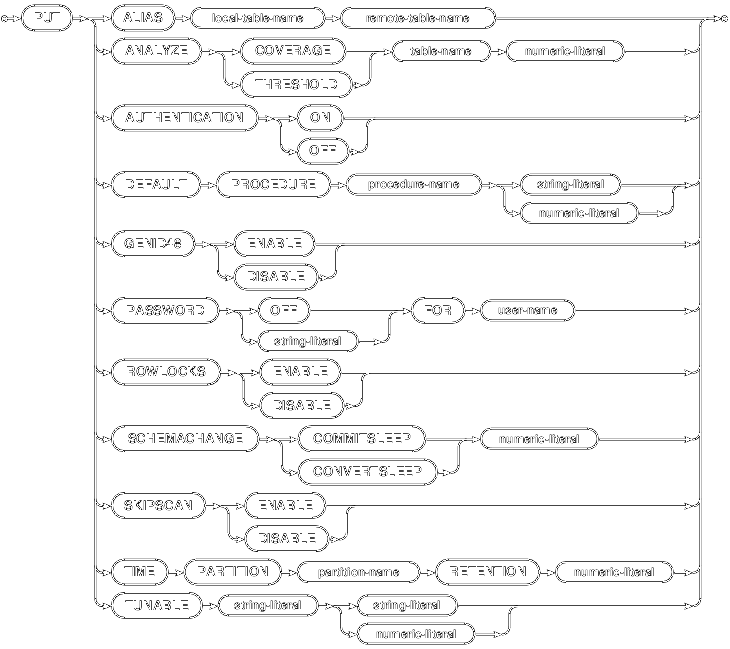 PUT ALIAS local-table-name remote-table-name
ANALYZE COVERAGE table-name numeric-literal
THRESHOLD
AUTHENTICATION ON
OFF
DEFAULT PROCEDURE procedure-name string-literal
numeric-literal
GENID48 ENABLE
DISABLE
PASSWORD OFF FOR user-name
string-literal
ROWLOCKS ENABLE
DISABLE
SCHEMACHANGE COMMITSLEEP numeric-literal
CONVERTSLEEP
SKIPSCAN ENABLE
DISABLE
TIME PARTITION partition-name RETENTION numeric-literal
TUNABLE string-literal string-literal
numeric-literal